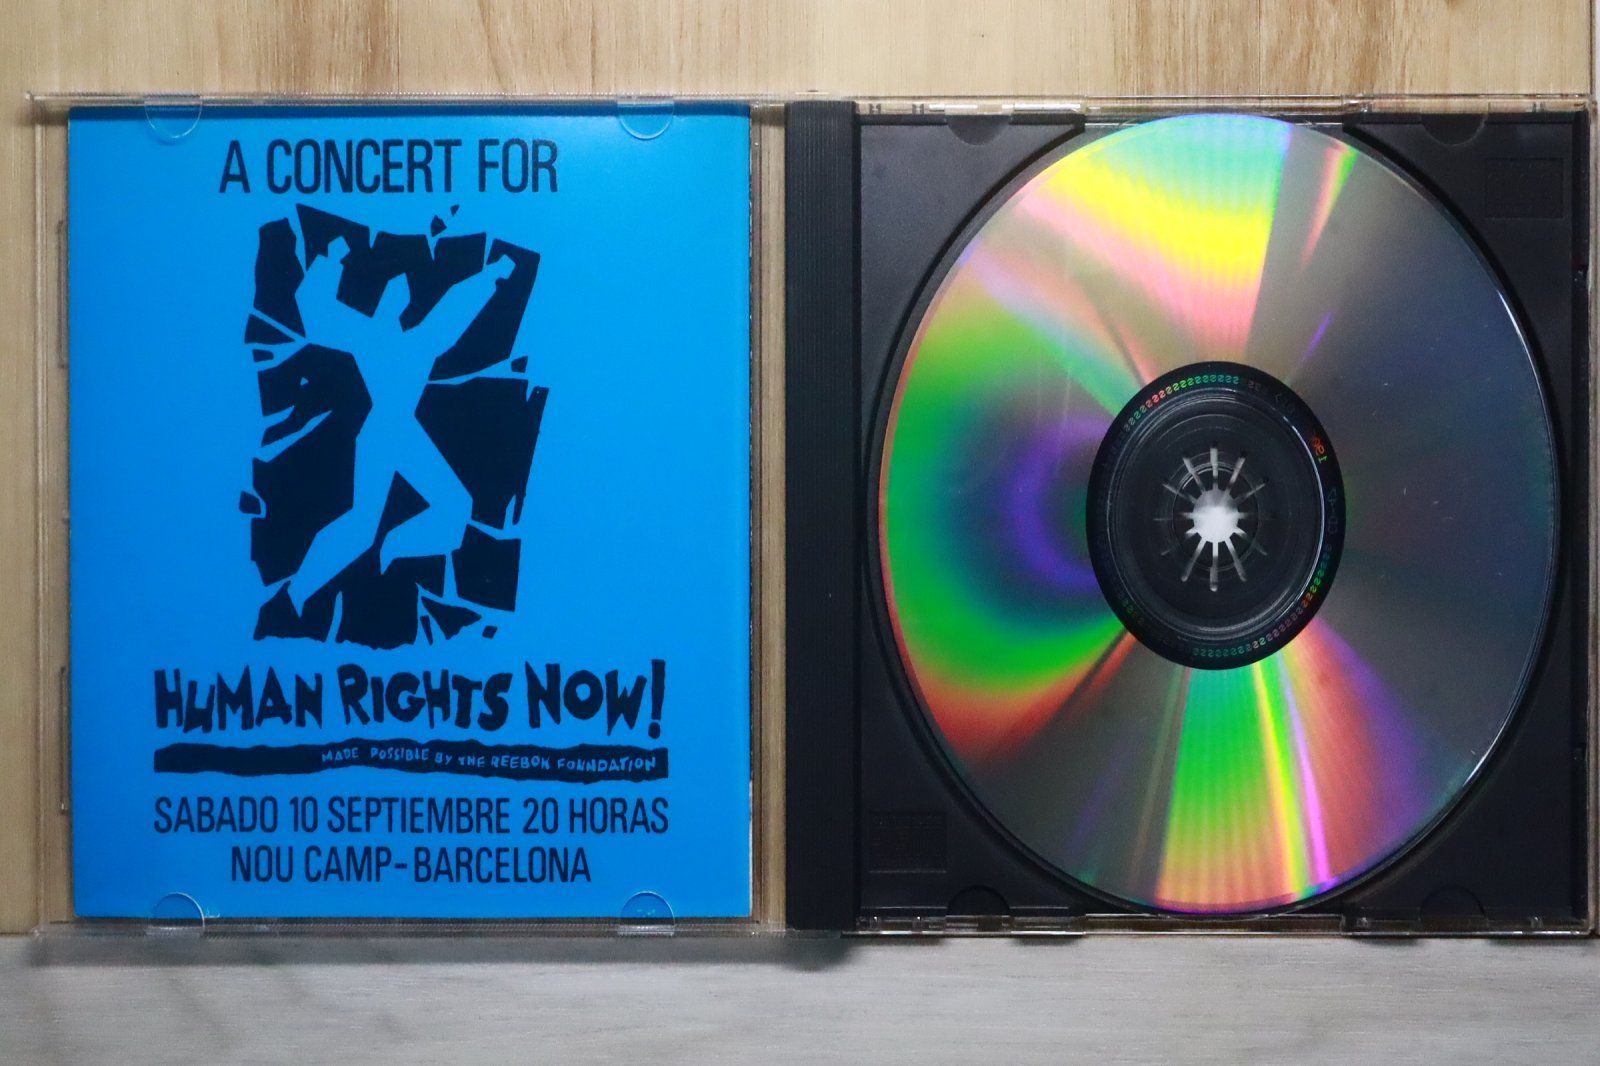 A CONCERT FOR
HUMAN RIGHTS NOW!
MADE POSSIBLE BY THE REEBOK FOUNDATION
SABADO 10 SEPTIEMBRE 20 HORAS
NOU CAMP-BARCELONA